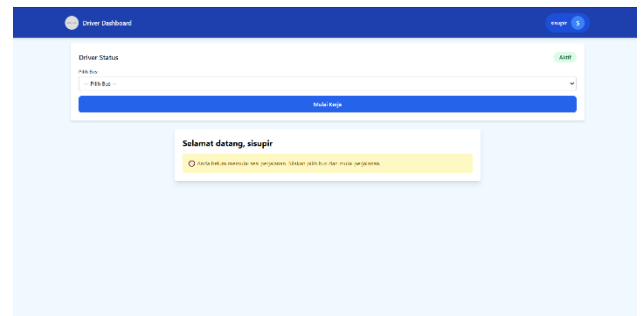 Driver Dashboard
sisupir
S
Driver Status
Aktif
Pilih Bus:
-- Pilih Bus --
Mulai Kerja
Selamat datang, sisupir
Anda belum memulai sesi perjalanan. Silakan pilih bus dan mulai perjalanan.